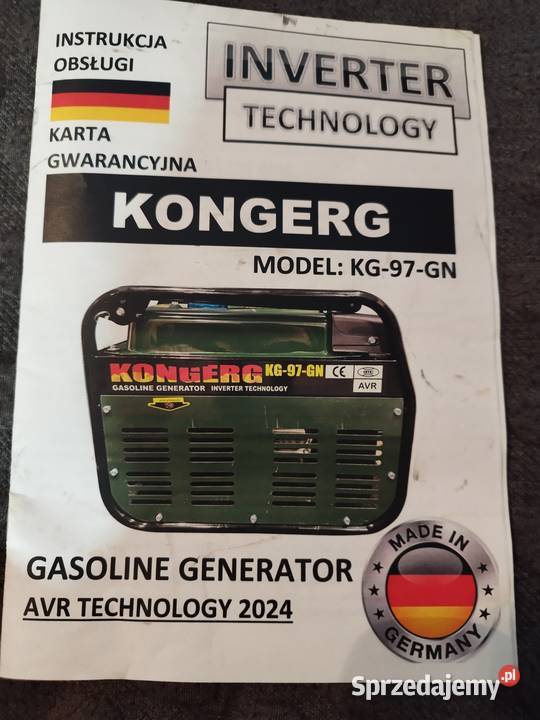 INSTRUKCJA
OBSŁUGI
KARTA
GWARANCYJNA
INVERTER
TECHNOLOGY
KONGERG
MODEL: KG-97-GN
KONGERG KG-97-GN CE
GASOLINE GENERATOR INVERTER TECHNOLOGY AVR
GASOLINE GENERATOR
AVR TECHNOLOGY 2024
MADE IN
GERMANY
Sprzedajemy.pl